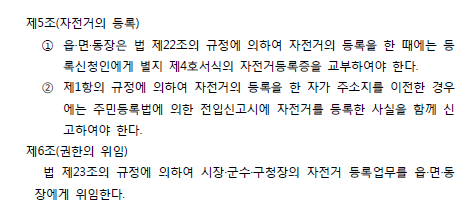 제5조(자전거의 등록)
① 읍·면·동장은 법 제22조의 규정에 의하여 자전거의 등록을 한 때에는 등
록신청인에게 별지 제4호서식의 자전거등록증을 교부하여야 한다.
② 제1항의 규정에 의하여 자전거의 등록을 한 자가 주소지를 이전한 경우
에는 주민등록법에 의한 전입신고시에 자전거를 등록한 사실을 함께 신
고하여야 한다.
제6조(권한의 위임)
법 제23조의 규정에 의하여 시장·군수·구청장의 자전거 등록업무를 읍·면·동
장에게 위임한다.